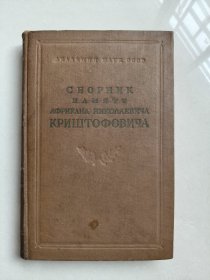 АКАДЕМИЯ НАУК СССР
СБОРНИК
ПАМЯТИ
АФРИКАНА НИКОЛАЕВИЧА
КРИШТОФОВИЧА